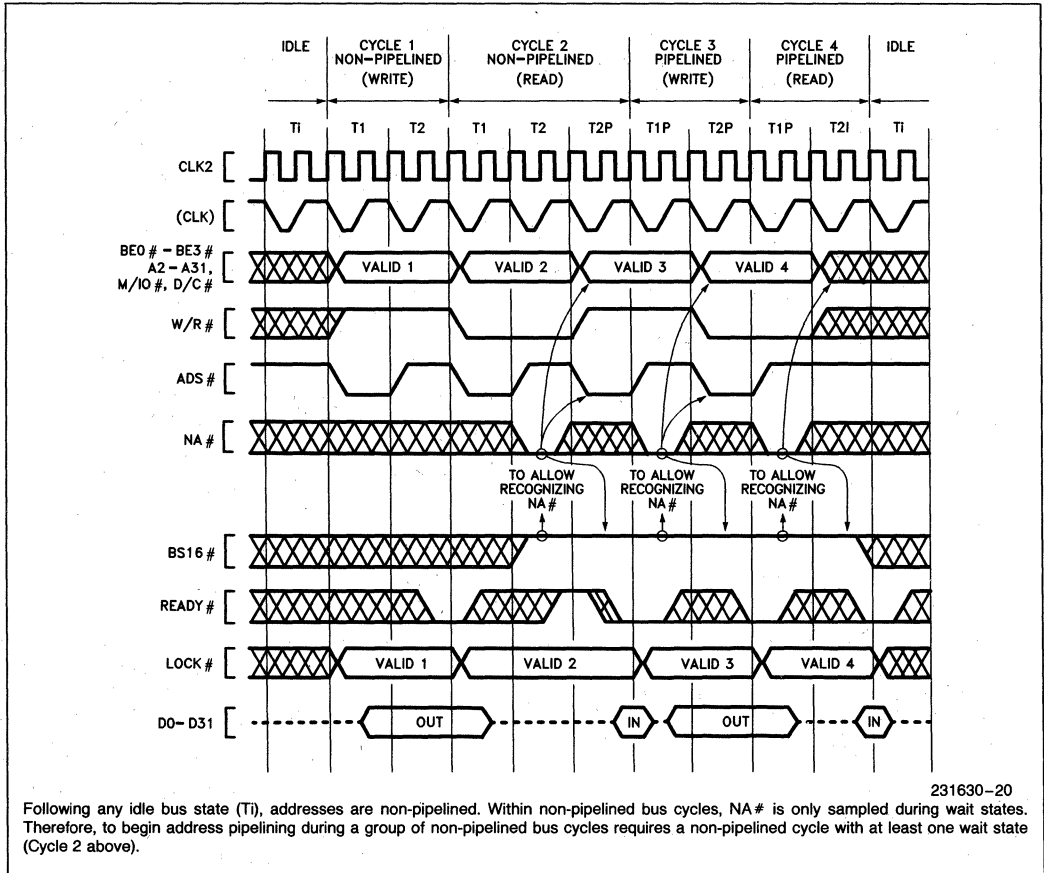 IDLE CYCLE 1 CYCLE 2 CYCLE 3 CYCLE 4 IDLE
NON-PIPELINED NON-PIPELINED PIPELINED PIPELINED
(WRITE) (READ) (WRITE) (READ)
Ti T1 T2 T1 T2 T2P T1P T2P T1P T2I Ti
CLK2
(CLK)
BE0 # - BE3 #
A2 - A31,
M/IO #, D/C #
VALID 1 VALID 2 VALID 3 VALID 4
W/R #
ADS #
NA #
TO ALLOW TO ALLOW TO ALLOW
RECOGNIZING RECOGNIZING RECOGNIZING
NA # NA # NA #
BS16 #
READY #
LOCK # VALID 1 VALID 2 VALID 3 VALID 4
D0- D31 OUT IN OUT IN
231630-20
Following any idle bus state (Ti), addresses are non-pipelined. Within non-pipelined bus cycles, NA# is only sampled during wait states.
Therefore, to begin address pipelining during a group of non-pipelined bus cycles requires a non-pipelined cycle with at least one wait state
(Cycle 2 above).